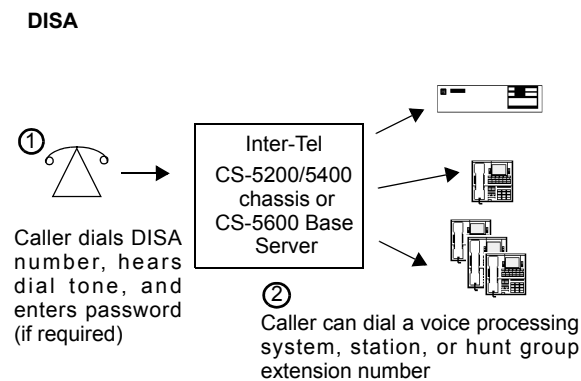 DISA
1
Inter-Tel
CS-5200/5400
chassis or
CS-5600 Base
Server
Caller dials DISA
number, hears
dial tone, and
enters password
(if required)
2
Caller can dial a voice processing
system, station, or hunt group
extension number